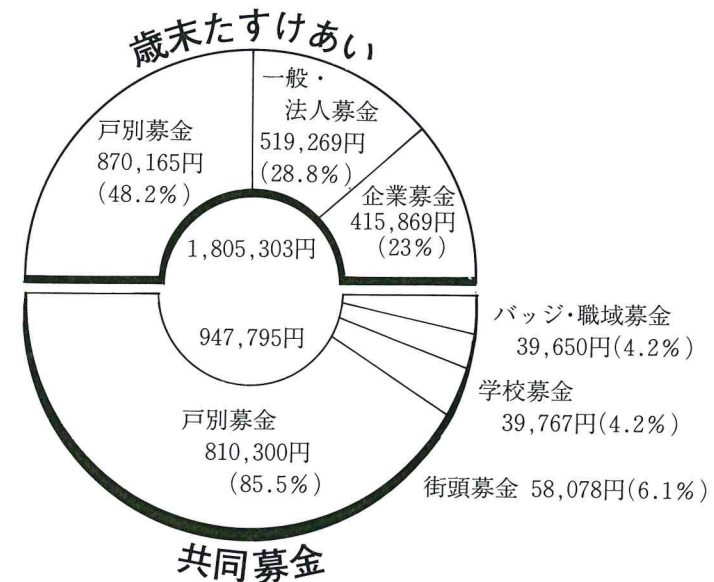 歳末たすけあい
戸別募金
870,165円
(48.2%)
一般・
法人募金
519,269円
(28.8%)
企業募金
415,869円
(23%)
1,805,303円
947,795円
戸別募金
810,300円
(85.5%)
バッジ・職域募金
39,650円(4.2%)
学校募金
39,767円(4.2%)
街頭募金 58,078円(6.1%)
共同募金